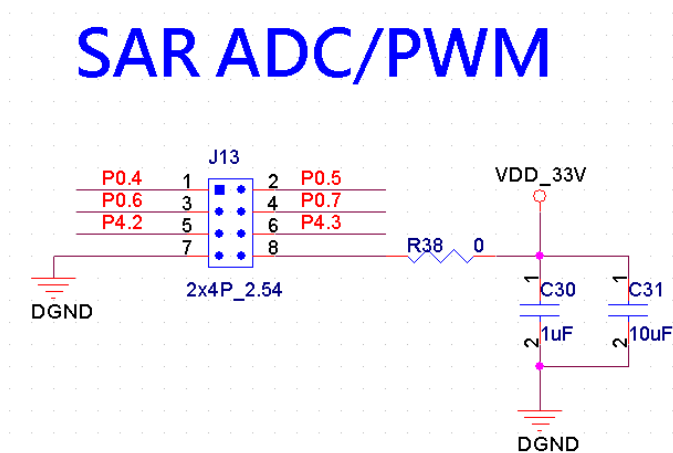 SAR ADC/PWM
J13
P0.4 1 2 P0.5
P0.6 3 4 P0.7
P4.2 5 6 P4.3
7 8
2x4P_2.54
DGND
R38 0
VDD_33V
1 C30
2 1uF
1 C31
2 10uF
DGND